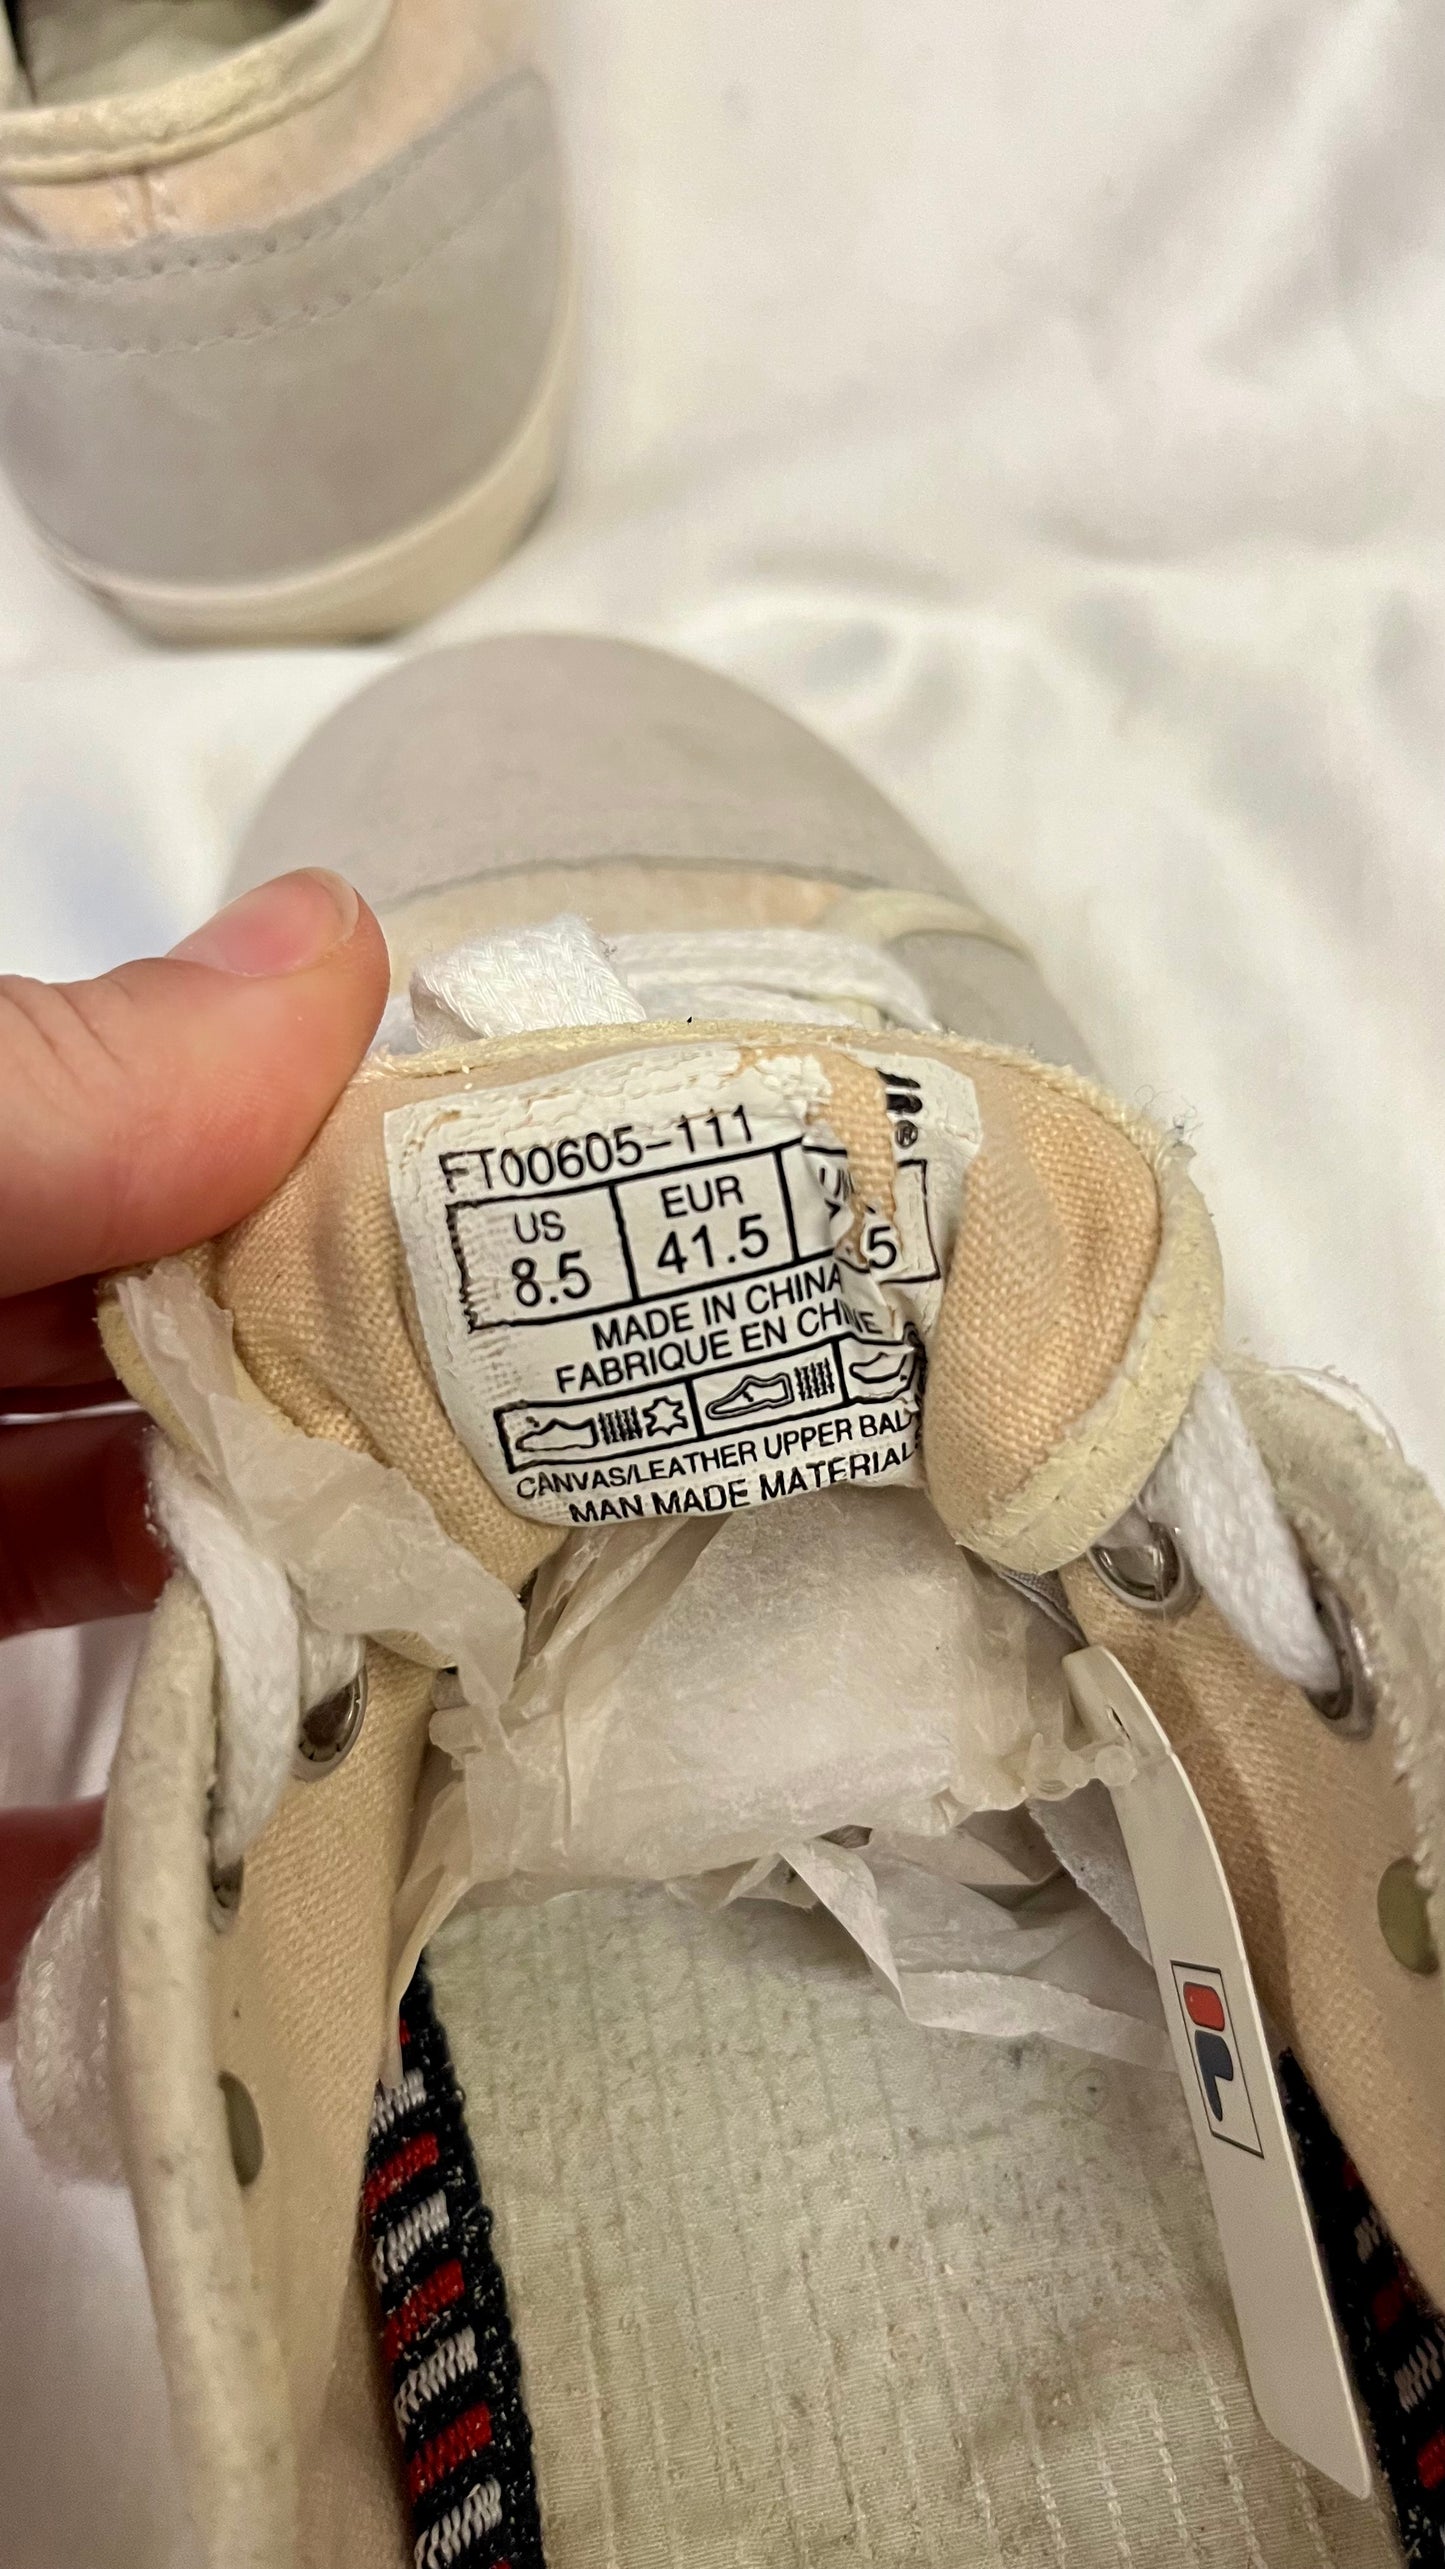 FT00605-111
®
US
EUR
8.5
41.5
5
MADE IN CHINA
FABRIQUE EN CHINE
CANVAS/LEATHER UPPER BAL
MAN MADE MATERIAL